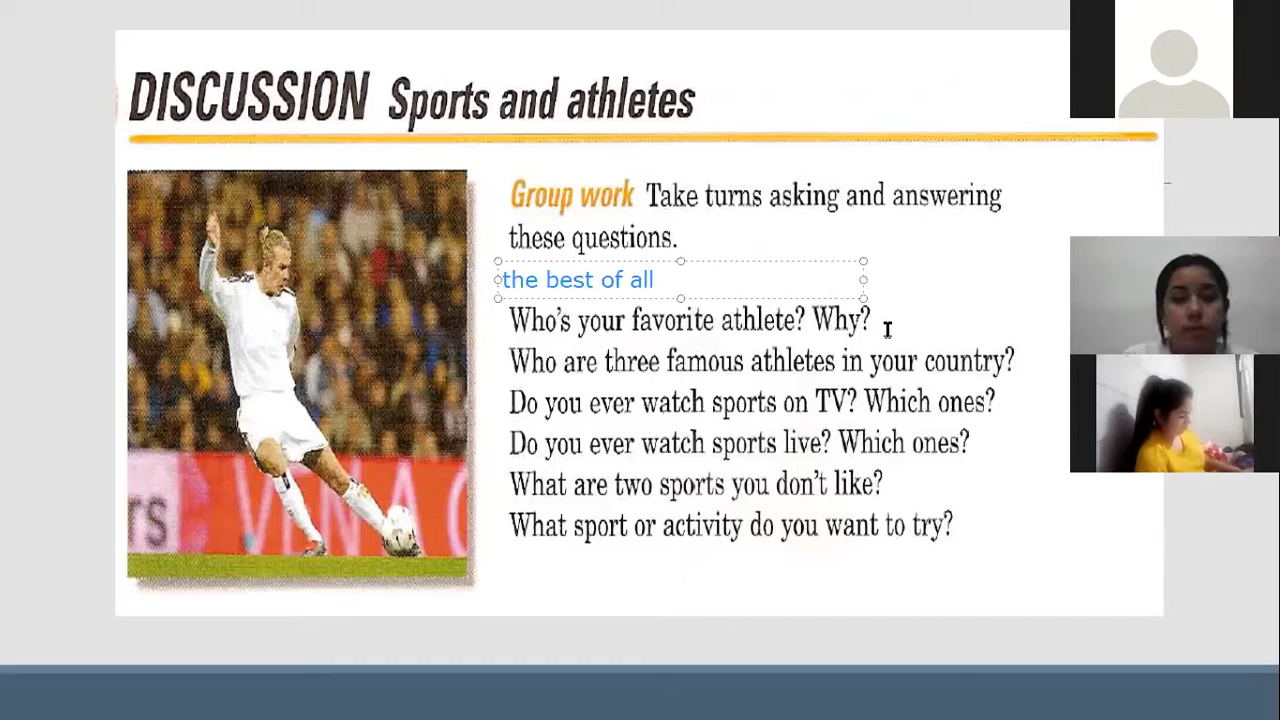 DISCUSSION Sports and athletes
Group work Take turns asking and answering
these questions.
the best of all
Who's your favorite athlete? Why?
Who are three famous athletes in your country?
Do you ever watch sports on TV? Which ones?
Do you ever watch sports live? Which ones?
What are two sports you don't like?
What sport or activity do you want to try?